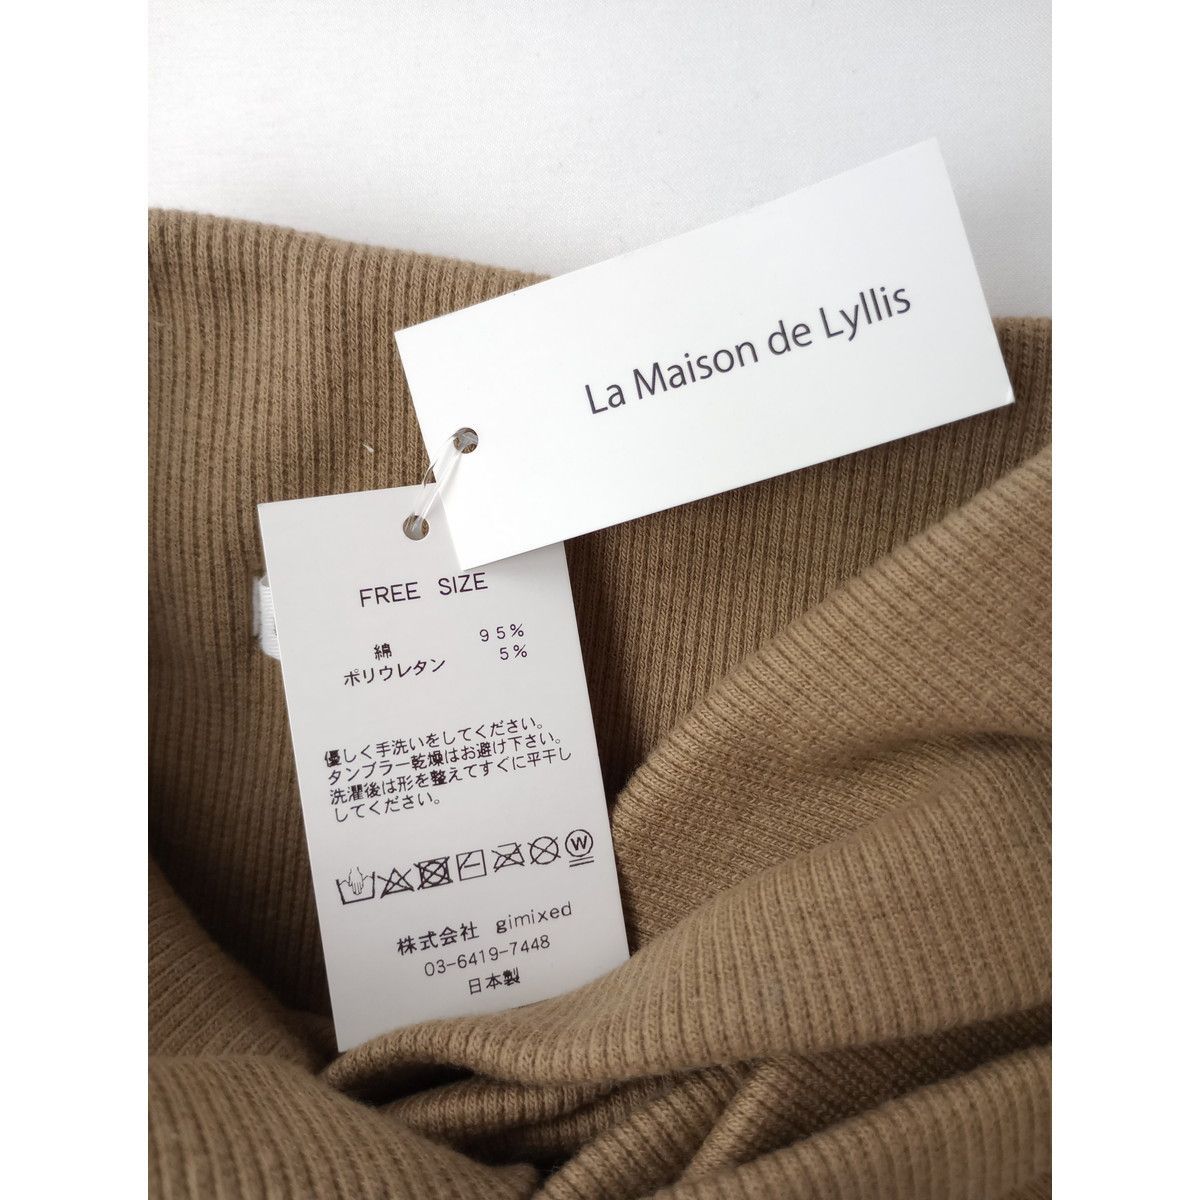 La Maison de Lyllis
FREE SIZE
綿 95%
ポリウレタン 5%
優しく手洗いをしてください。
タンブラー乾燥はお避け下さい。
洗濯後は形を整えてすぐに平干し
してください。
W
株式会社 gimixed
03-6419-7448
日本製